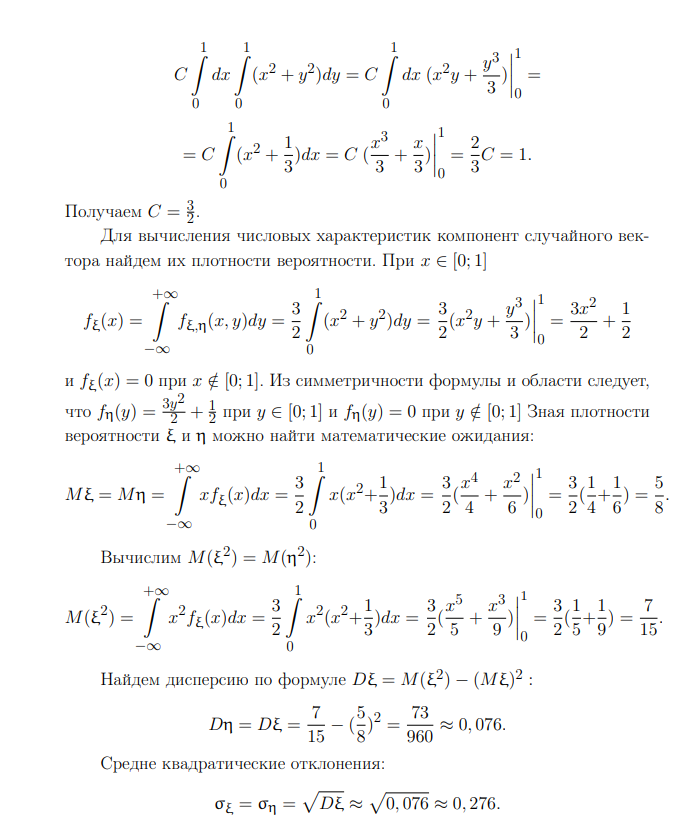 C ∫₀¹ dx ∫₀¹ (x² + y²)dy = C ∫₀¹ dx (x²y + y³/3)|₀¹ =
= C ∫₀¹ (x² + 1/3)dx = C (x³/3 + x/3)|₀¹ = 2/3 C = 1.
Получаем C = 3/2.
Для вычисления числовых характеристик компонент случайного век-
тора найдем их плотности вероятности. При x ∈ [0; 1]
f_ξ(x) = ∫_{−∞}^{+∞} f_{ξ,η}(x, y)dy = 3/2 ∫₀¹ (x² + y²)dy = 3/2 (x²y + y³/3)|₀¹ = 3x²/2 + 1/2
и f_ξ(x) = 0 при x ∉ [0; 1]. Из симметричности формулы и области следует,
что f_η(y) = 3y²/2 + 1/2 при y ∈ [0; 1] и f_η(y) = 0 при y ∉ [0; 1] Зная плотности
вероятности ξ и η можно найти математические ожидания:
Mξ = Mη = ∫_{−∞}^{+∞} x f_ξ(x)dx = 3/2 ∫₀¹ x(x²+1/3)dx = 3/2 (x⁴/4 + x²/6)|₀¹ = 3/2 (1/4+1/6) = 5/8.
Вычислим M(ξ²) = M(η²):
M(ξ²) = ∫_{−∞}^{+∞} x² f_ξ(x)dx = 3/2 ∫₀¹ x²(x²+1/3)dx = 3/2 (x⁵/5 + x³/9)|₀¹ = 3/2 (1/5+1/9) = 7/15.
Найдем дисперсию по формуле Dξ = M(ξ²) − (Mξ)² :
Dη = Dξ = 7/15 − (5/8)² = 73/960 ≈ 0, 076.
Средне квадратические отклонения:
σ_ξ = σ_η = √Dξ ≈ √0, 076 ≈ 0, 276.